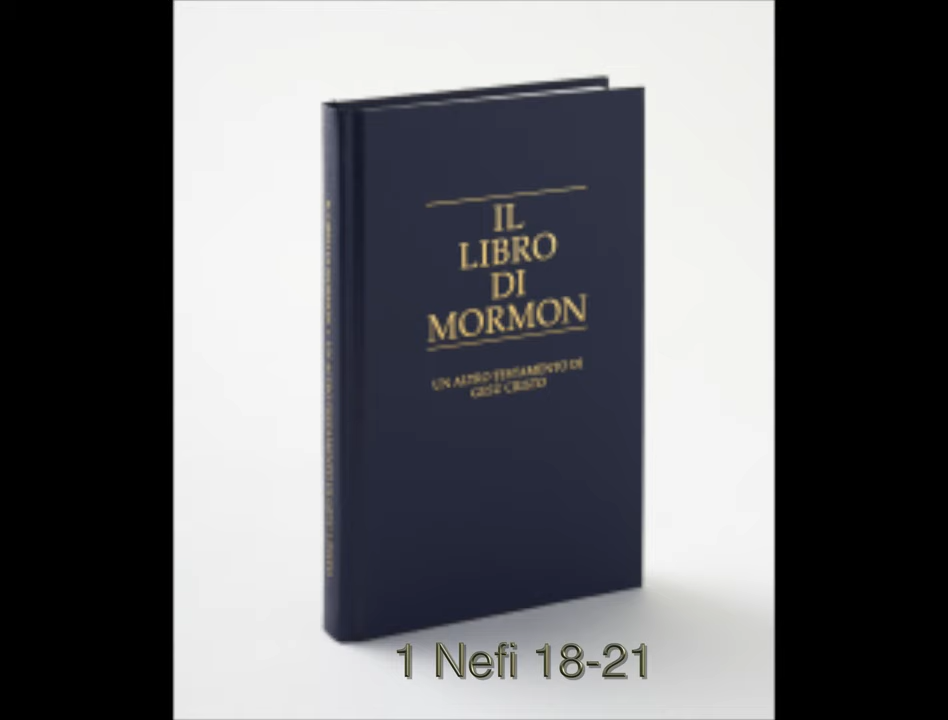 IL
LIBRO
DI
MORMON
UN ALTRO TESTAMENTO DI
GESÙ CRISTO
1 Nefi 18-21